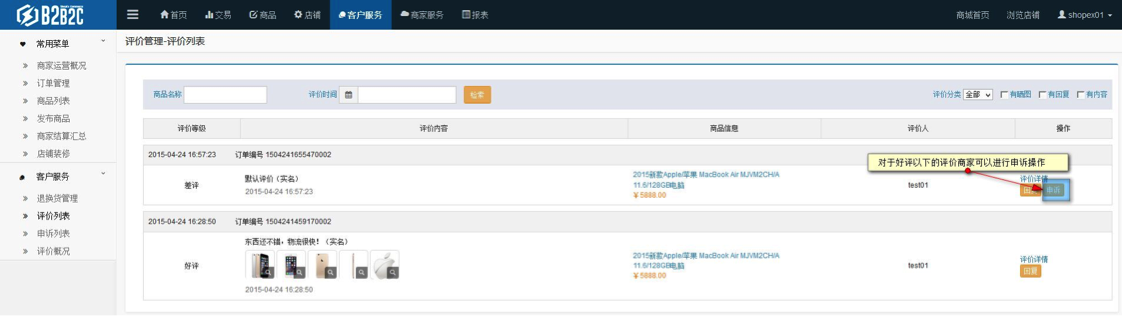 B2B2C 首页 交易 商品 店铺 客户服务 商家服务 报表 商城首页 浏览店铺 shopex01
常用菜单
商家运营概况
订单管理
商品列表
发布商品
商家结算汇总
店铺装修
客户服务
退换货管理
评价列表
申诉列表
评价概况
评价管理-评价列表
商品名称 评价时间 检索 评价分类 全部 有晒图 有回复 有内容
评价等级 评价内容 商品信息 评价人 操作
2015-04-24 16:57:23 订单编号 1504241655470002
对于好评以下的评价商家可以进行申诉操作
差评
默认评价（实名）
2015-04-24 16:57:23
2015新款Apple/苹果 MacBook Air MJVM2CH/A
11.6/128GB电脑
￥5888.00
test01
评价详情
回复 申诉
2015-04-24 16:28:50 订单编号 1504241459170002
好评
东西还不错，物流很快！（实名）
2015-04-24 16:28:50
2015新款Apple/苹果 MacBook Air MJVM2CH/A
11.6/128GB电脑
￥5888.00
test01
评价详情
回复